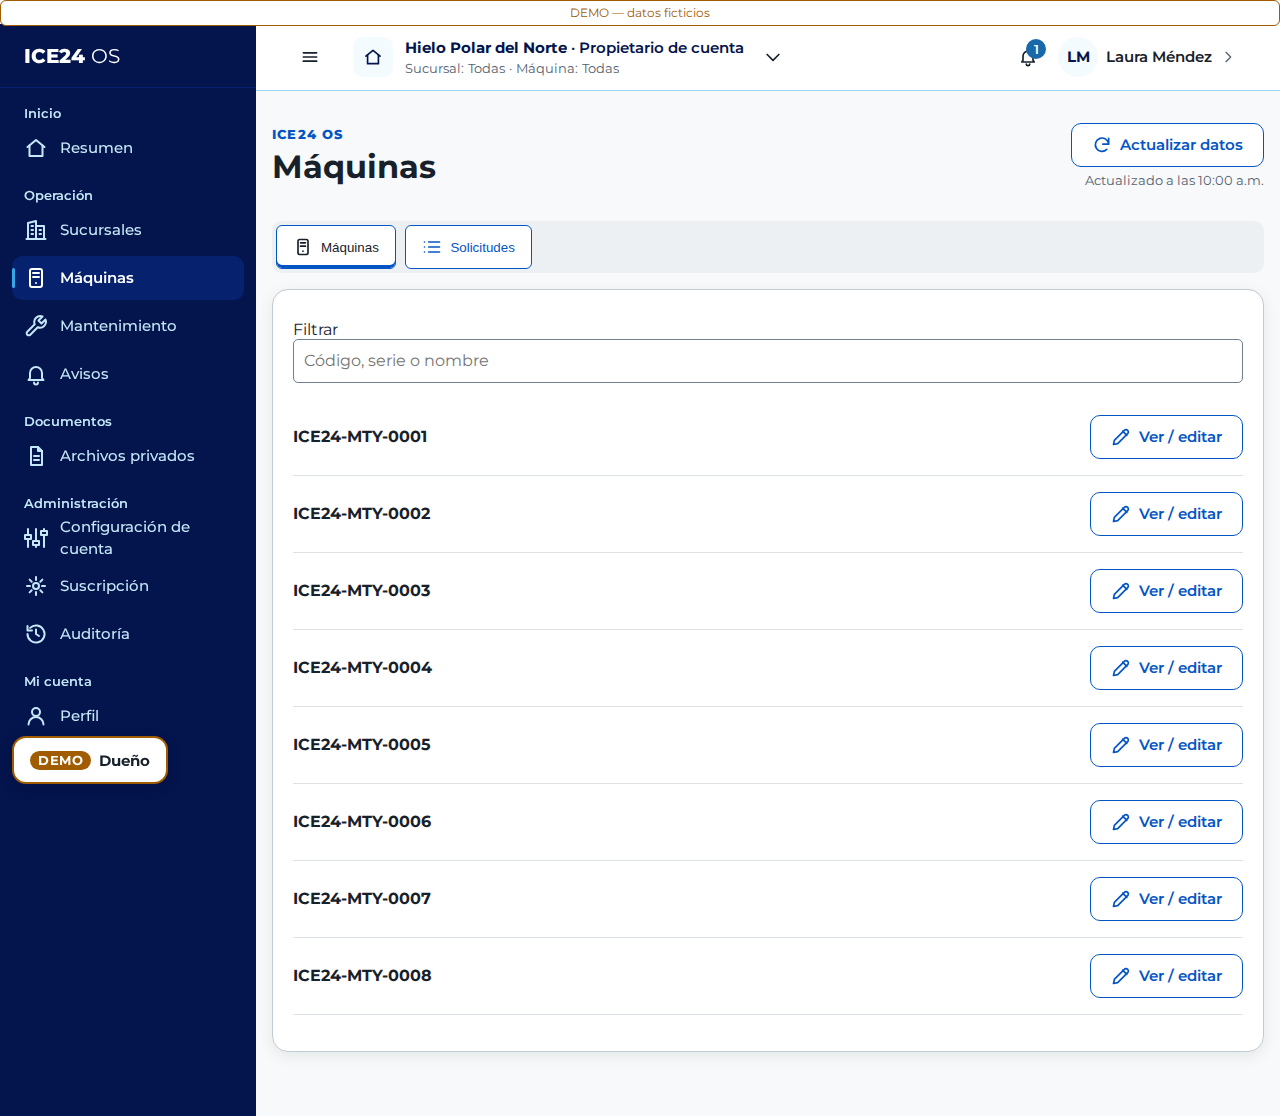 DEMO — datos ficticios
ICE24 OS
Inicio
Resumen
Operación
Sucursales
Máquinas
Mantenimiento
Avisos
Documentos
Archivos privados
Administración
Configuración de
cuenta
Suscripción
Auditoría
Mi cuenta
Perfil
DEMO Dueño
Hielo Polar del Norte · Propietario de cuenta
Sucursal: Todas · Máquina: Todas
1
LM Laura Méndez
ICE24 OS
Máquinas
Actualizar datos
Actualizado a las 10:00 a.m.
Máquinas Solicitudes
Filtrar
Código, serie o nombre
ICE24-MTY-0001 Ver / editar
ICE24-MTY-0002 Ver / editar
ICE24-MTY-0003 Ver / editar
ICE24-MTY-0004 Ver / editar
ICE24-MTY-0005 Ver / editar
ICE24-MTY-0006 Ver / editar
ICE24-MTY-0007 Ver / editar
ICE24-MTY-0008 Ver / editar